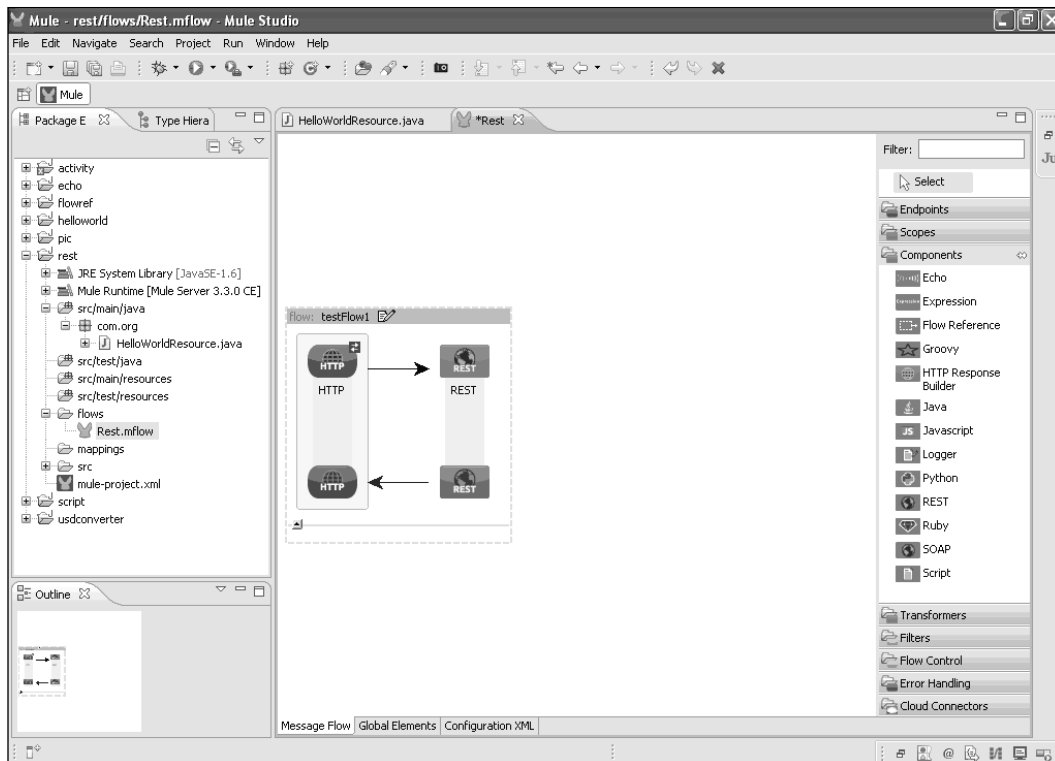 Mule - rest/flows/Rest.mflow - Mule Studio
File Edit Navigate Search Project Run Window Help
Mule
Package E
Type Hiera
HelloWorldResource.java
*Rest
activity
echo
flowref
helloworld
pic
rest
JRE System Library [JavaSE-1.6]
Mule Runtime [Mule Server 3.3.0 CE]
src/main/java
com.org
HelloWorldResource.java
src/test/java
src/main/resources
src/test/resources
flows
Rest.mflow
mappings
src
mule-project.xml
script
usdconverter
Outline
flow: testFlow1
HTTP
REST
HTTP
REST
HTTP
REST
Message Flow
Global Elements
Configuration XML
Filter:
Select
Endpoints
Scopes
Components
Echo
Expression
Flow Reference
Groovy
HTTP Response
Builder
Java
JS Javascript
Logger
Python
REST
Ruby
SOAP
Script
Transformers
Filters
Flow Control
Error Handling
Cloud Connectors
Ju